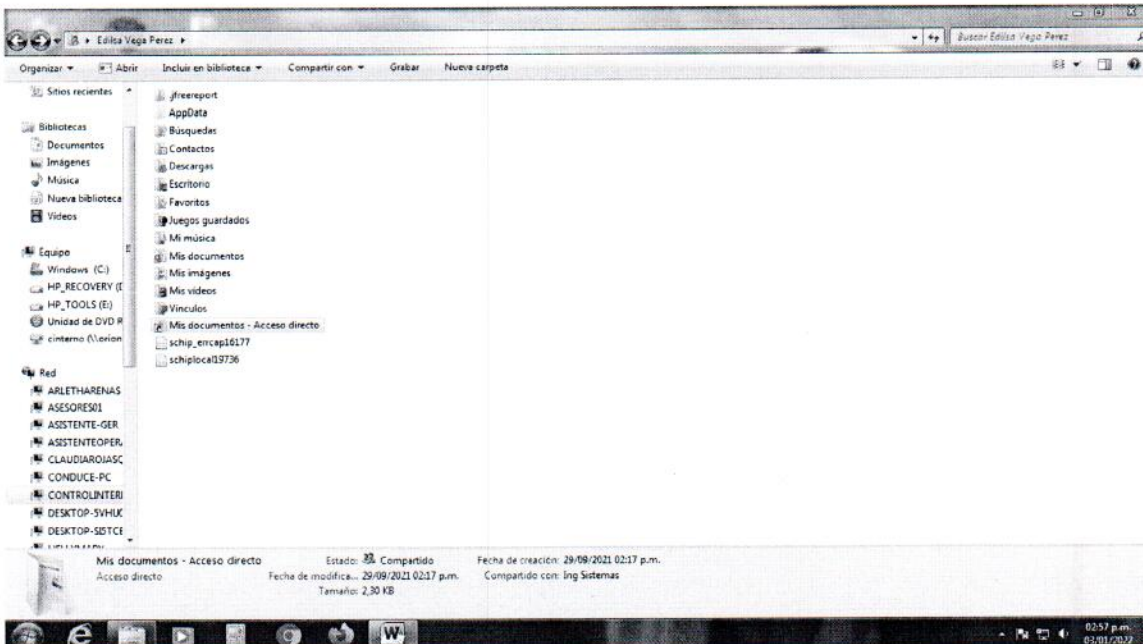 Edilsa Vega Perez
Buscar Edilsa Vega Perez
Organizar Abrir Incluir en biblioteca Compartir con Grabar Nueva carpeta
Sitios recientes
Bibliotecas
Documentos
Imágenes
Música
Nueva biblioteca
Vídeos
Equipo
Windows (C:)
HP_RECOVERY (D
HP_TOOLS (E:)
Unidad de DVD R
cinterno (\\orion
Red
ARLETHARENAS
ASESORES01
ASISTENTE-GER
ASISTENTEOPER
CLAUDIAROJASC
CONDUCE-PC
CONTROLINTERI
DESKTOP-5VHUC
DESKTOP-SI5TCE
.jfreereport
AppData
Búsquedas
Contactos
Descargas
Escritorio
Favoritos
Juegos guardados
Mi música
Mis documentos
Mis imágenes
Mis vídeos
Vínculos
Mis documentos - Acceso directo
schip_errcap16177
schiplocal19736
Mis documentos - Acceso directo Estado: Compartido Fecha de creación: 29/09/2021 02:17 p.m.
Acceso directo Fecha de modifica... 29/09/2021 02:17 p.m. Compartido con: Ing Sistemas
Tamaño: 2,30 KB
02:57 p.m.
03/01/2022